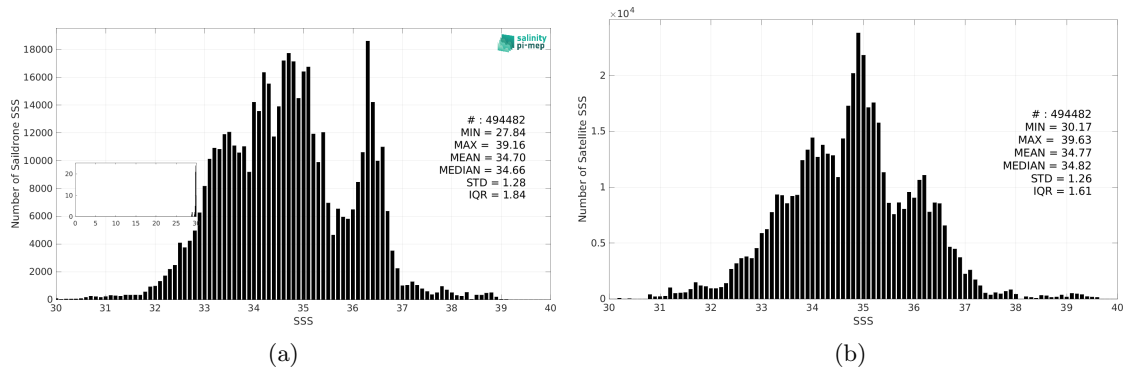 salinity
pi-mep
18000
16000
14000
12000
10000
8000
6000
4000
2000
0
Number of Saildrone SSS
# : 494482
MIN = 27.84
MAX = 39.16
MEAN = 34.70
MEDIAN = 34.66
STD = 1.28
IQR = 1.84
20
10
0
0 5 10 15 20 25 30
30 31 32 33 34 35 36 37 38 39 40
SSS
(a)
×10⁴
2
1.5
1
0.5
0
Number of Satellite SSS
# : 494482
MIN = 30.17
MAX = 39.63
MEAN = 34.77
MEDIAN = 34.82
STD = 1.26
IQR = 1.61
30 31 32 33 34 35 36 37 38 39 40
SSS
(b)